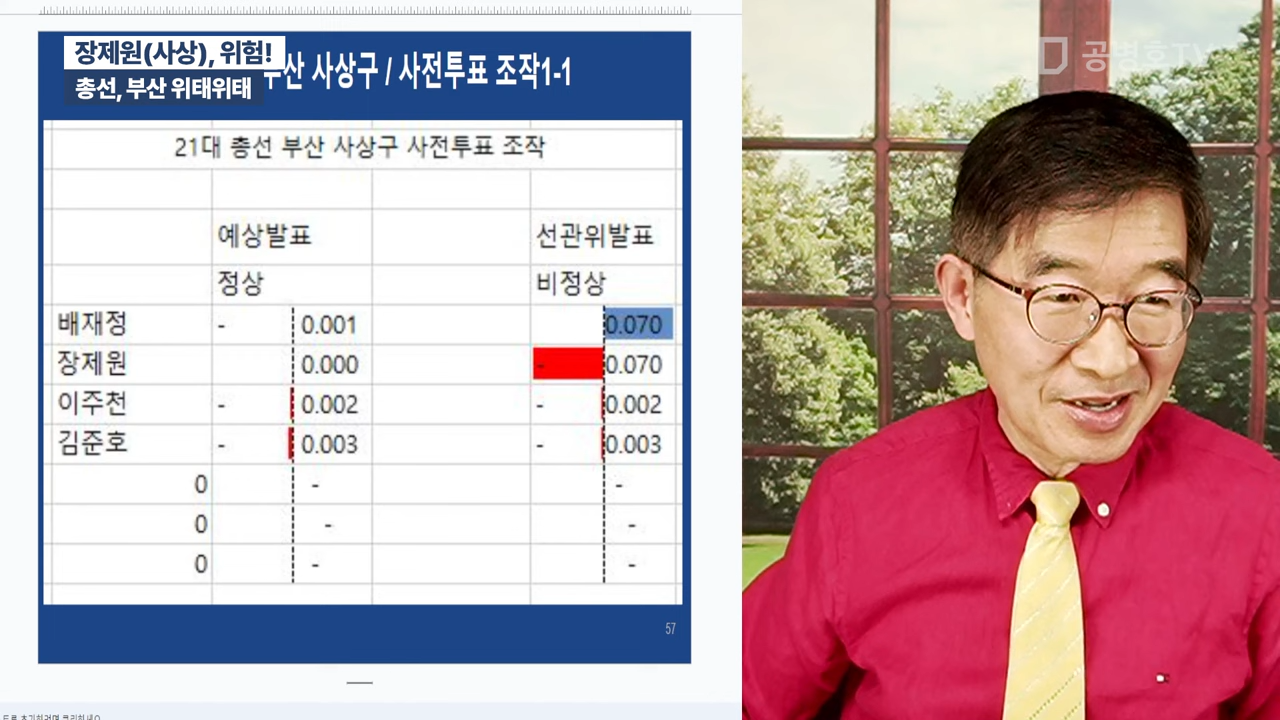 장제원(사상), 위험!
총선, 부산 위태위태
부산 사상구 / 사전투표 조작1-1
공병호TV
21대 총선 부산 사상구 사전투표 조작
예상발표 선관위발표
정상 비정상
배재정 - 0.001 0.070
장제원 0.000 - 0.070
이주천 - 0.002 - 0.002
김준호 - 0.003 - 0.003
0 - -
0 - -
0 - -
57